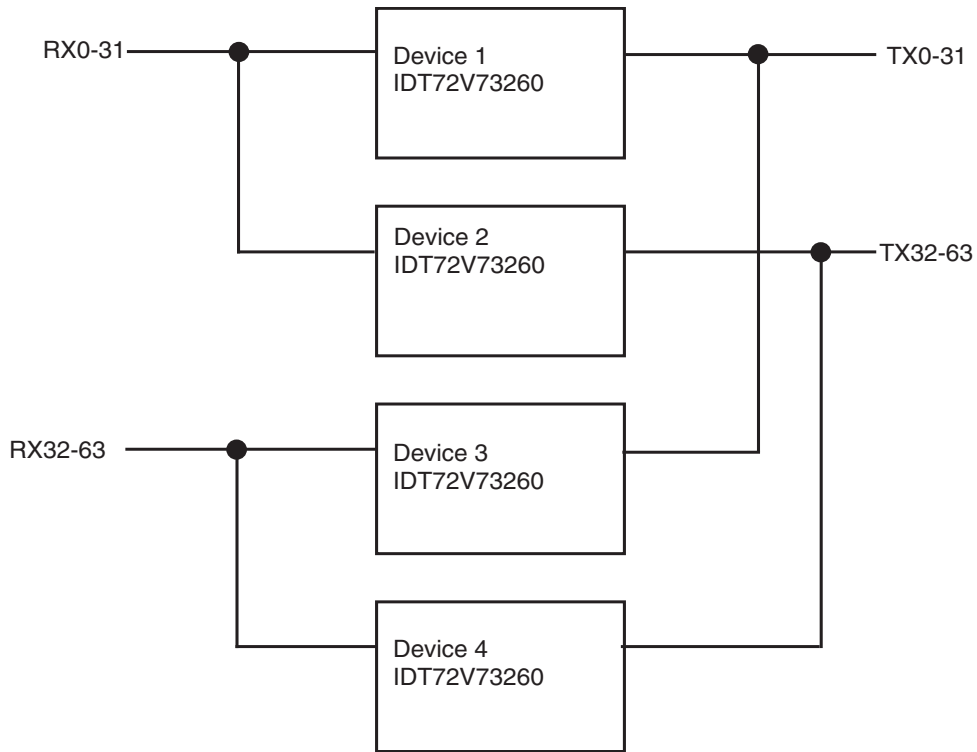 RX0-31
Device 1
IDT72V73260
TX0-31
Device 2
IDT72V73260
TX32-63
RX32-63
Device 3
IDT72V73260
Device 4
IDT72V73260